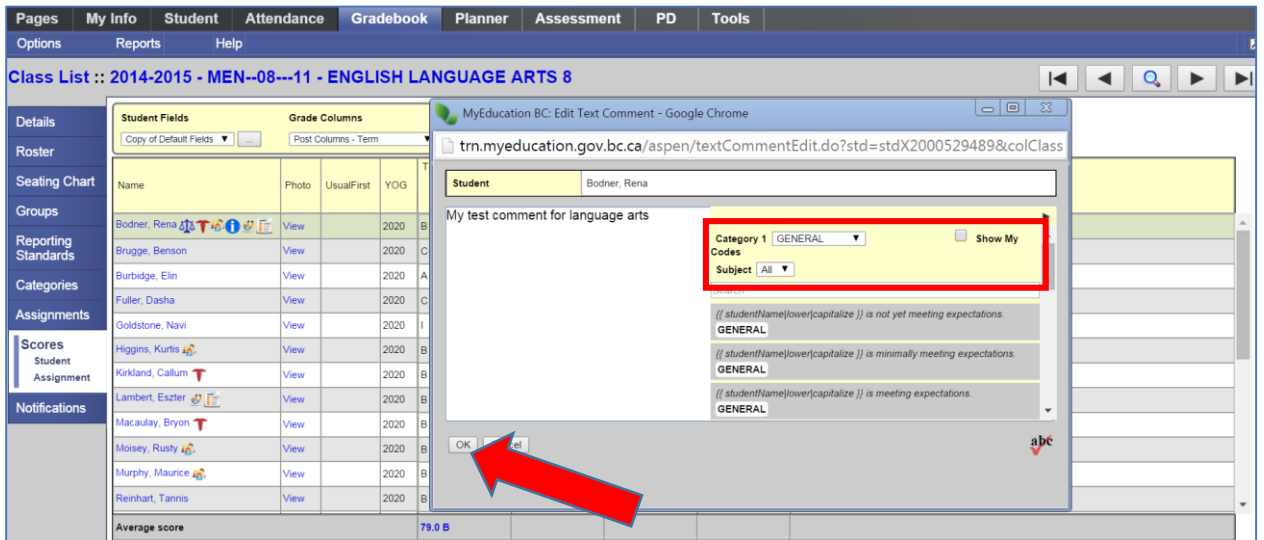 Pages My Info Student Attendance Gradebook Planner Assessment PD Tools
Options Reports Help
Class List :: 2014-2015 - MEN--08---11 - ENGLISH LANGUAGE ARTS 8
Details
Roster
Seating Chart
Groups
Reporting
Standards
Categories
Assignments
Scores
Student
Assignment
Notifications
Student Fields Grade Columns
Copy of Default Fields ... Post Columns - Term
Name Photo UsualFirst YOG T
Bodner, Rena View 2020 B
Brugge, Benson View 2020 C
Burbidge, Elin View 2020 A
Fuller, Dasha View 2020 C
Goldstone, Navi View 2020 I
Higgins, Kurtis View 2020 B
Kirkland, Callum View 2020 B
Lambert, Eszter View 2020 B
Macaulay, Bryon View 2020 B
Moisey, Rusty View 2020 B
Murphy, Maurice View 2020 B
Reinhart, Tannis View 2020 B
Average score 79.0 B
MyEducation BC: Edit Text Comment - Google Chrome
trn.myeducation.gov.bc.ca/aspen/textCommentEdit.do?std=stdX2000529489&colClass
Student Bodner, Rena
My test comment for language arts
Category 1 GENERAL Show My
Codes
Subject All
{{ studentName|lower|capitalize }} is not yet meeting expectations.
GENERAL
{{ studentName|lower|capitalize }} is minimally meeting expectations.
GENERAL
{{ studentName|lower|capitalize }} is meeting expectations.
GENERAL
OK
abc